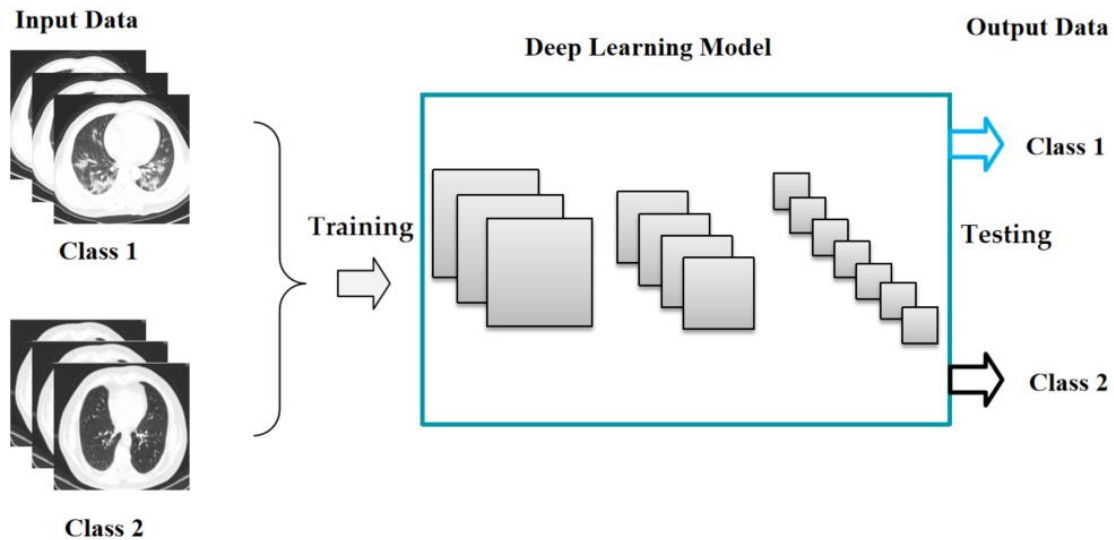 Input Data
Class 1
Class 2
Training
Deep Learning Model
Testing
Output Data
Class 1
Class 2